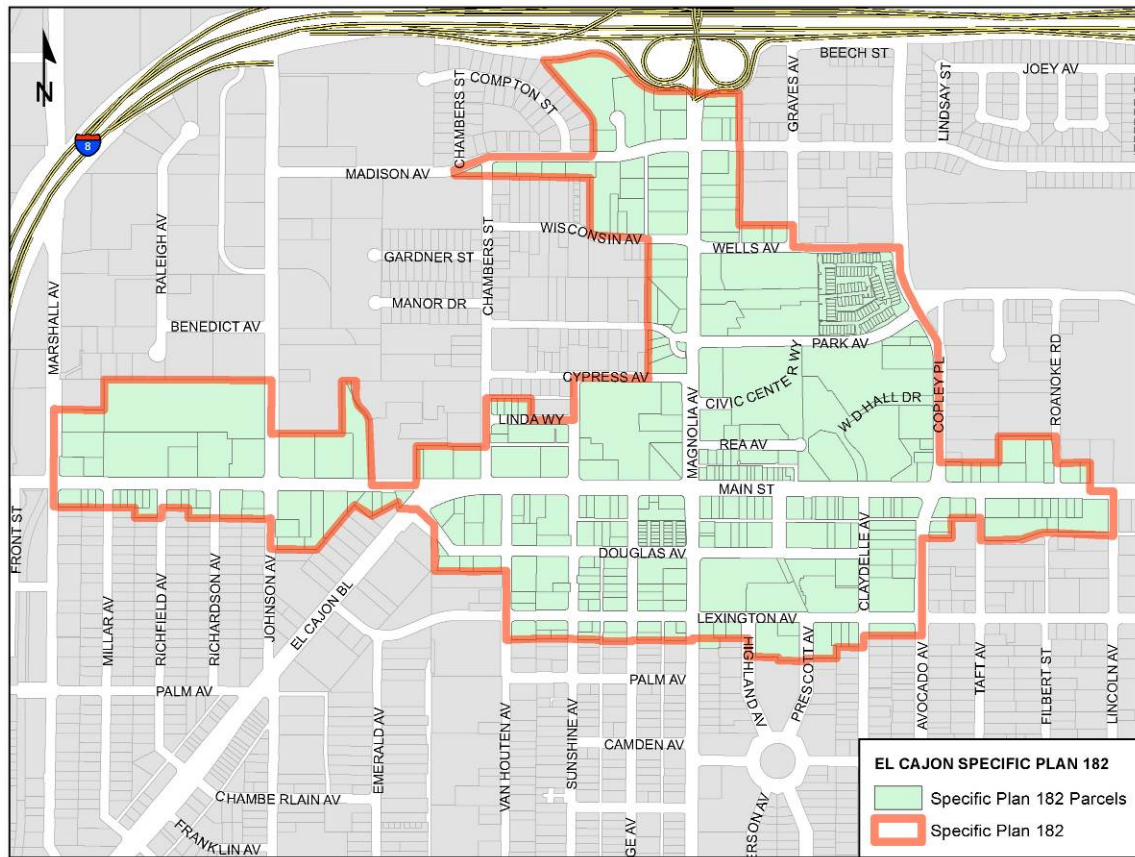 BEECH ST
JOEY AV
COMPTON ST
CHAMBERS ST
GRAVES AV
LINDSAY ST
N
8
MADISON AV
RALEIGH AV
WISCONSIN AV
WELLS AV
GARDNER ST
CHAMBERS ST
MANOR DR
MARSHALL AV
BENEDICT AV
PARK AV
CYPRESS AV
CIVIC CENTER WY
W D HALL DR
COPLEY PL
ROANOKE RD
LINDA WY
MAGNOLIA AV
REA AV
MAIN ST
FRONT ST
DOUGLAS AV
CLAYDELLE AV
JOHNSON AV
EL CAJON BL
MILLAR AV
RICHFIELD AV
RICHARDSON AV
LEXINGTON AV
HIGHLAND AV
PRESCOTT AV
AVOCADO AV
TAFT AV
FILBERT ST
LINCOLN AV
PALM AV
PALM AV
EMERALD AV
VAN HOUTEN AV
SUNSHINE AV
CAMDEN AV
CHAMBERLAIN AV
FRANKLIN AV
GE AV
ERSON AV
EL CAJON SPECIFIC PLAN 182
Specific Plan 182 Parcels
Specific Plan 182